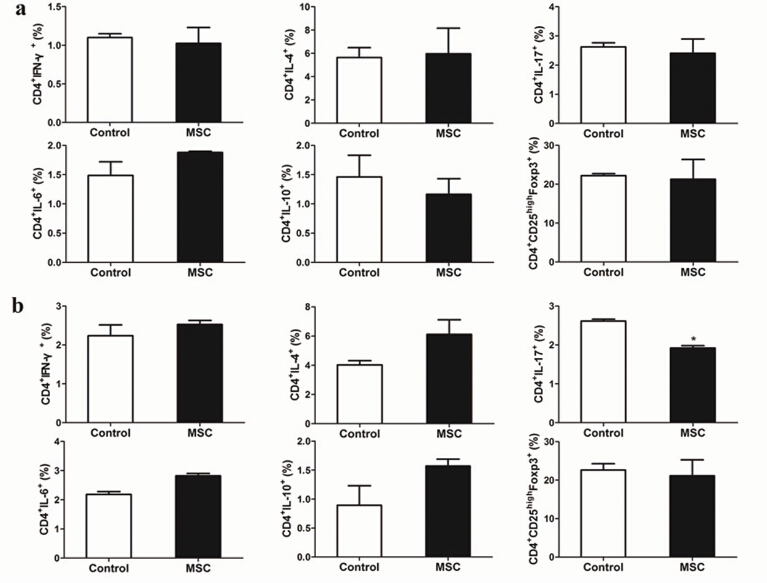 a
CD4⁺IFN-γ ⁺ (%)
1.5
1.0
0.5
0.0
Control MSC
CD4⁺IL-4⁺ (%)
10
8
6
4
2
0
Control MSC
CD4⁺IL-17⁺ (%)
4
3
2
1
0
Control MSC
CD4⁺IL-6⁺ (%)
2.0
1.5
1.0
0.5
0.0
Control MSC
CD4⁺IL-10⁺ (%)
2.0
1.5
1.0
0.5
0.0
Control MSC
CD4⁺CD25ʰⁱᵍʰFoxp3⁺ (%)
30
20
10
0
Control MSC
b
CD4⁺IFN-γ ⁺ (%)
3
2
1
0
Control MSC
CD4⁺IL-4⁺ (%)
8
6
4
2
0
Control MSC
CD4⁺IL-17⁺ (%)
3
2
1
0
*
Control MSC
CD4⁺IL-6⁺ (%)
4
3
2
1
0
Control MSC
CD4⁺IL-10⁺ (%)
2.0
1.5
1.0
0.5
0.0
Control MSC
CD4⁺CD25ʰⁱᵍʰFoxp3⁺ (%)
30
20
10
0
Control MSC